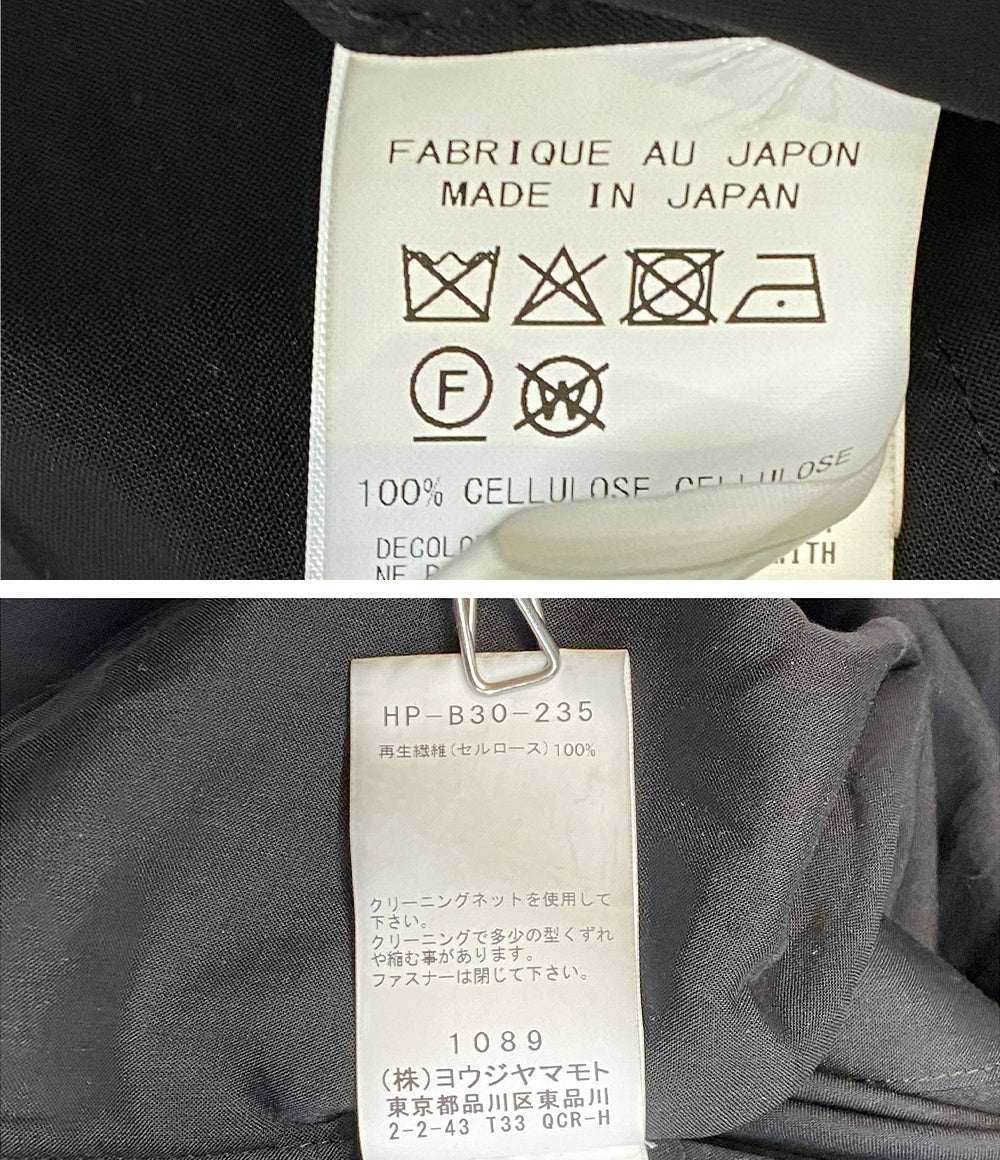 FABRIQUE AU JAPON
MADE IN JAPAN
F
W
100% CELLULOSE CELLULOSE
WITH
HP-B30-235
再生繊維(セルロース)100%
クリーニングネットを使用して
下さい。
クリーニングで多少の型くずれ
や縮む事があります。
ファスナーは閉じて下さい。
1089
(株)ヨウジヤマモト
東京都品川区東品川
2-2-43 T33 QCR-H